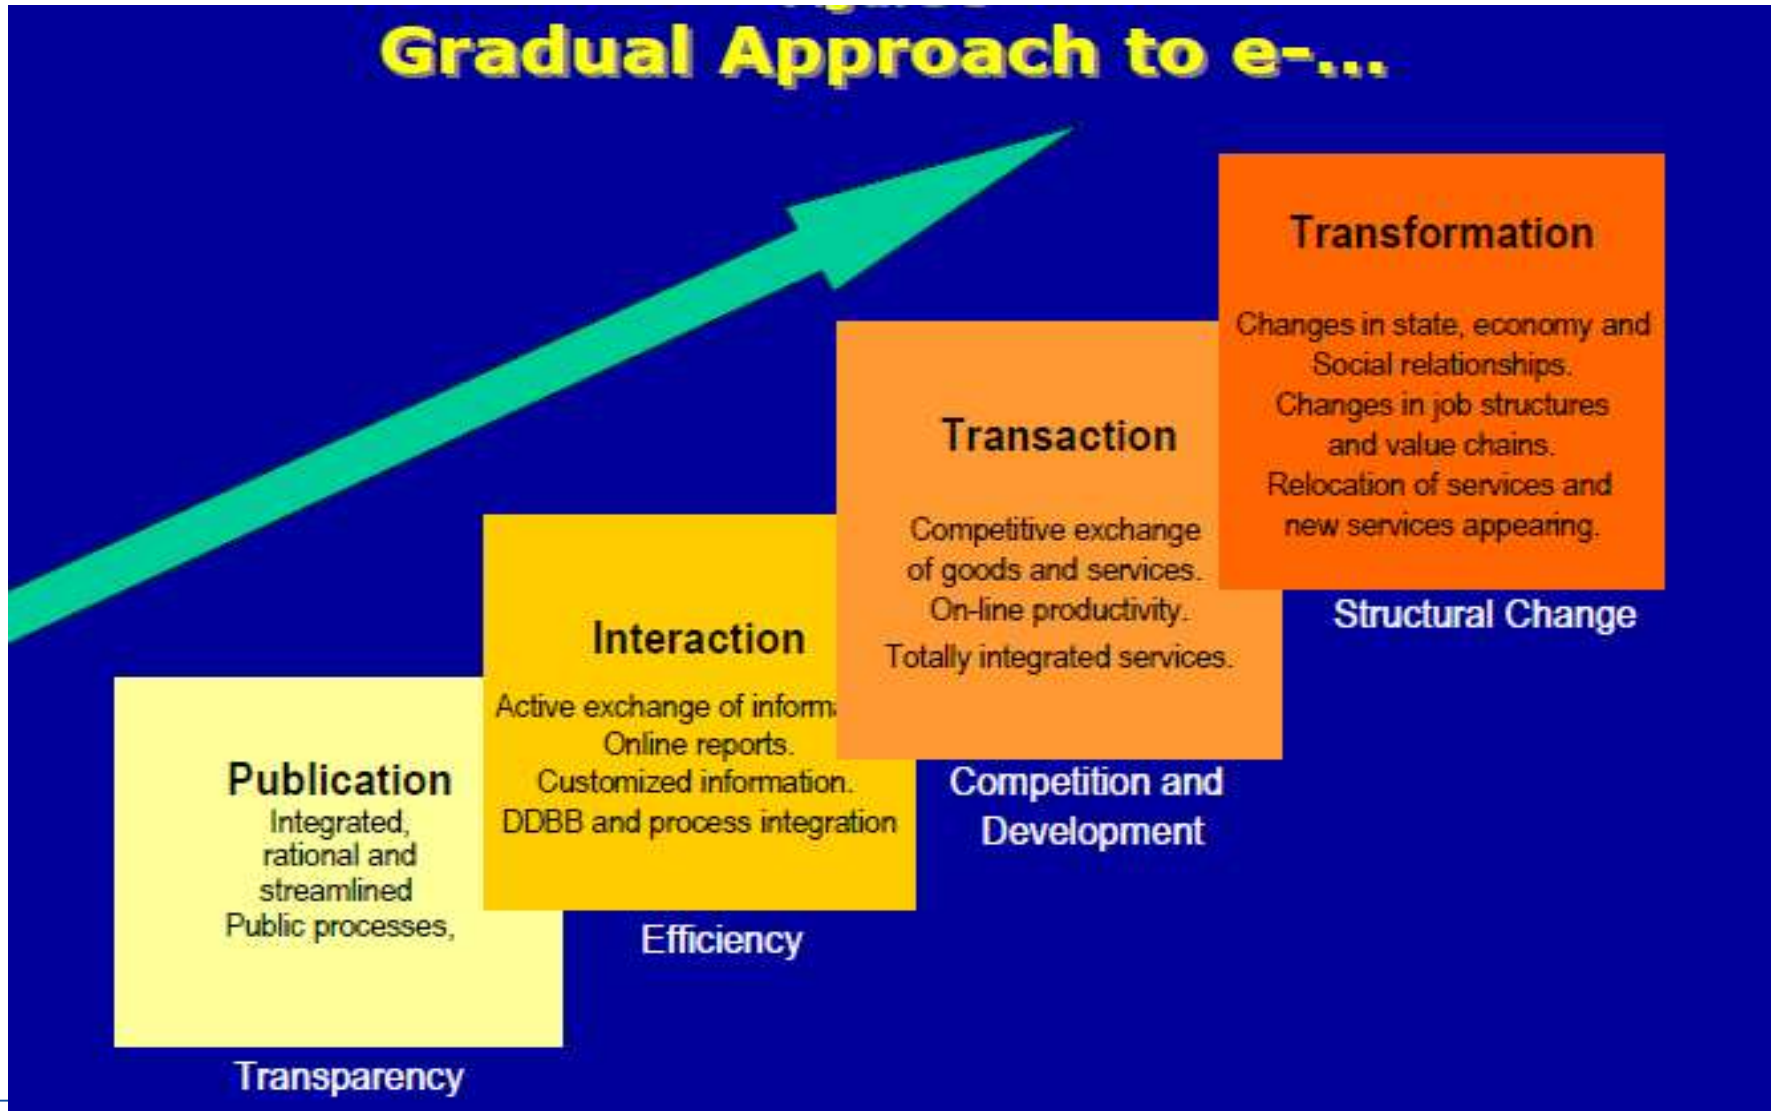 Gradual Approach to e-...
Transformation
Changes in state, economy and
Social relationships.
Changes in job structures
and value chains.
Relocation of services and
new services appearing.
Structural Change
Transaction
Competitive exchange
of goods and services.
On-line productivity.
Totally integrated services.
Competition and
Development
Interaction
Active exchange of
Online reports.
Customized information.
DDBB and process integration
Efficiency
Publication
Integrated,
rational and
streamlined
Public processes,
Transparency